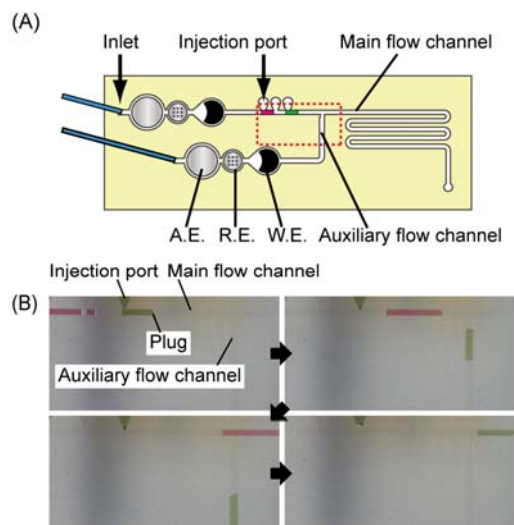 (A)
Inlet
Injection port
Main flow channel
A.E.
R.E.
W.E.
Auxiliary flow channel
(B)
Injection port
Main flow channel
Plug
Auxiliary flow channel